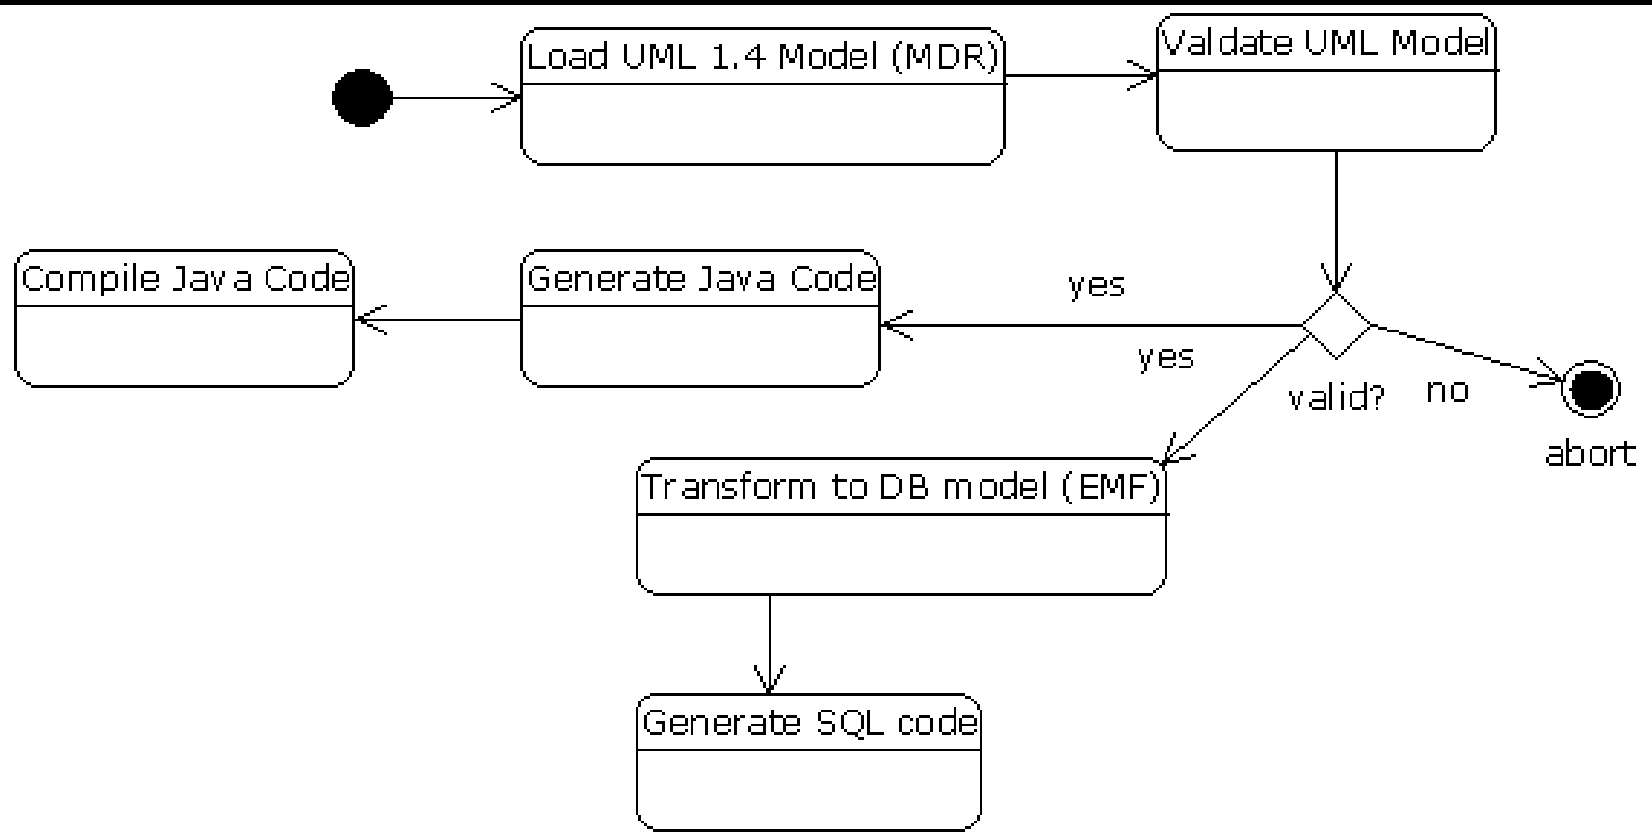 Load UML 1.4 Model (MDR)
Valdate UML Model
Compile Java Code
Generate Java Code
yes
yes
valid?
no
abort
Transform to DB model (EMF)
Generate SQL code